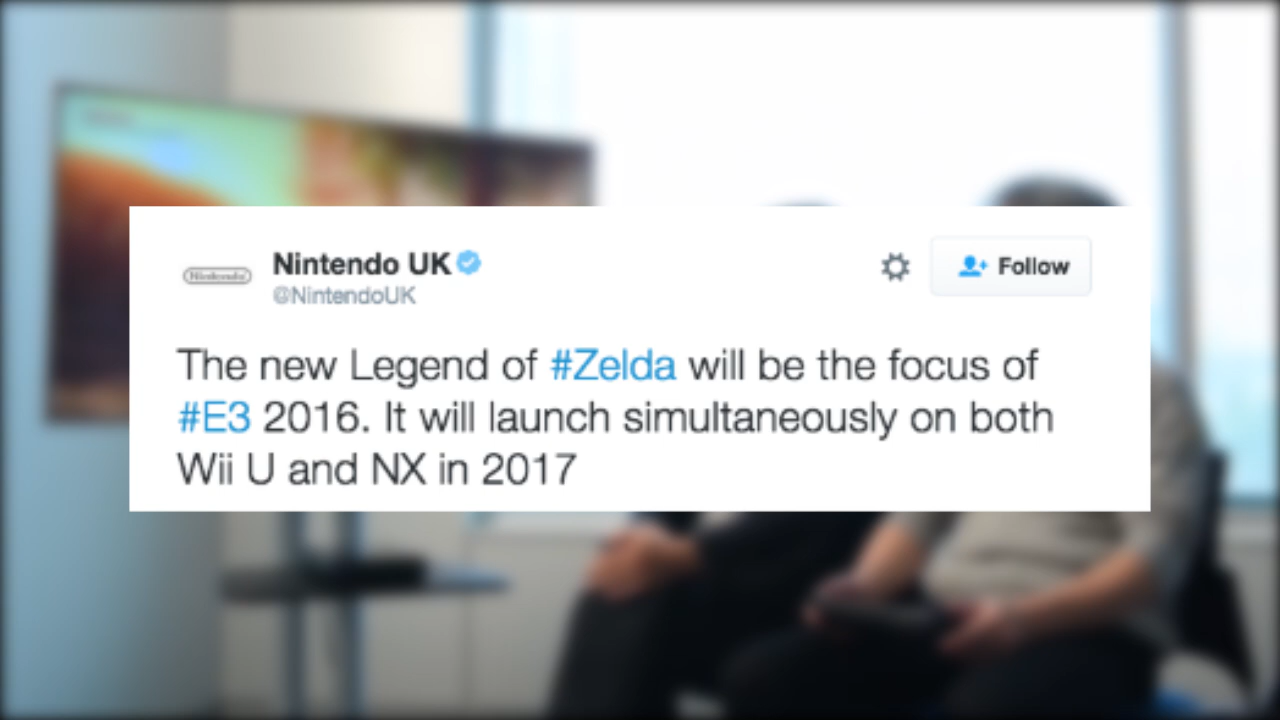 Nintendo
Nintendo UK
@NintendoUK
Follow
The new Legend of #Zelda will be the focus of
#E3 2016. It will launch simultaneously on both
Wii U and NX in 2017